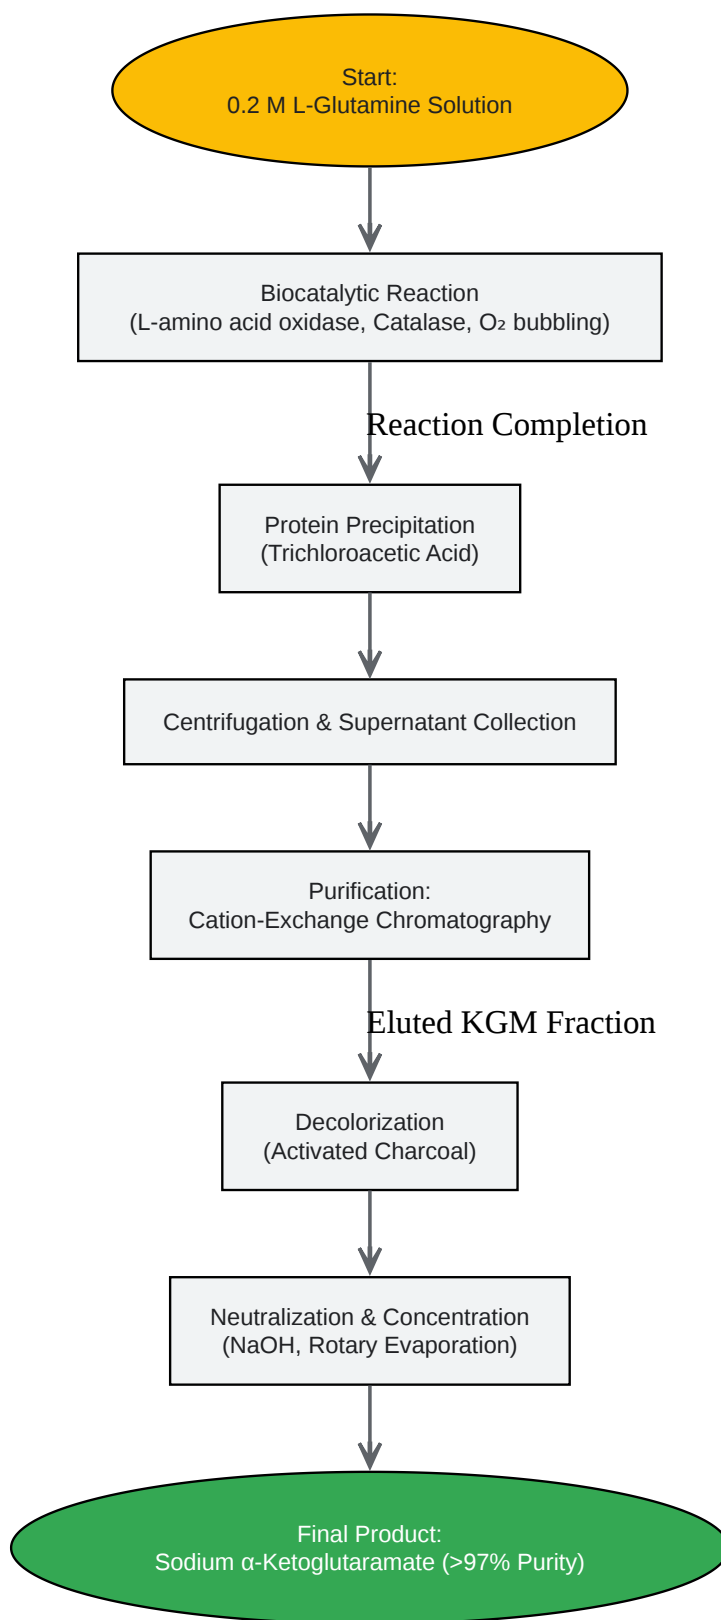 Start:
0.2 M L-Glutamine Solution
Biocatalytic Reaction
(L-amino acid oxidase, Catalase, O₂ bubbling)
Reaction Completion
Protein Precipitation
(Trichloroacetic Acid)
Centrifugation & Supernatant Collection
Purification:
Cation-Exchange Chromatography
Eluted KGM Fraction
Decolorization
(Activated Charcoal)
Neutralization & Concentration
(NaOH, Rotary Evaporation)
Final Product:
Sodium α-Ketoglutaramate (>97% Purity)